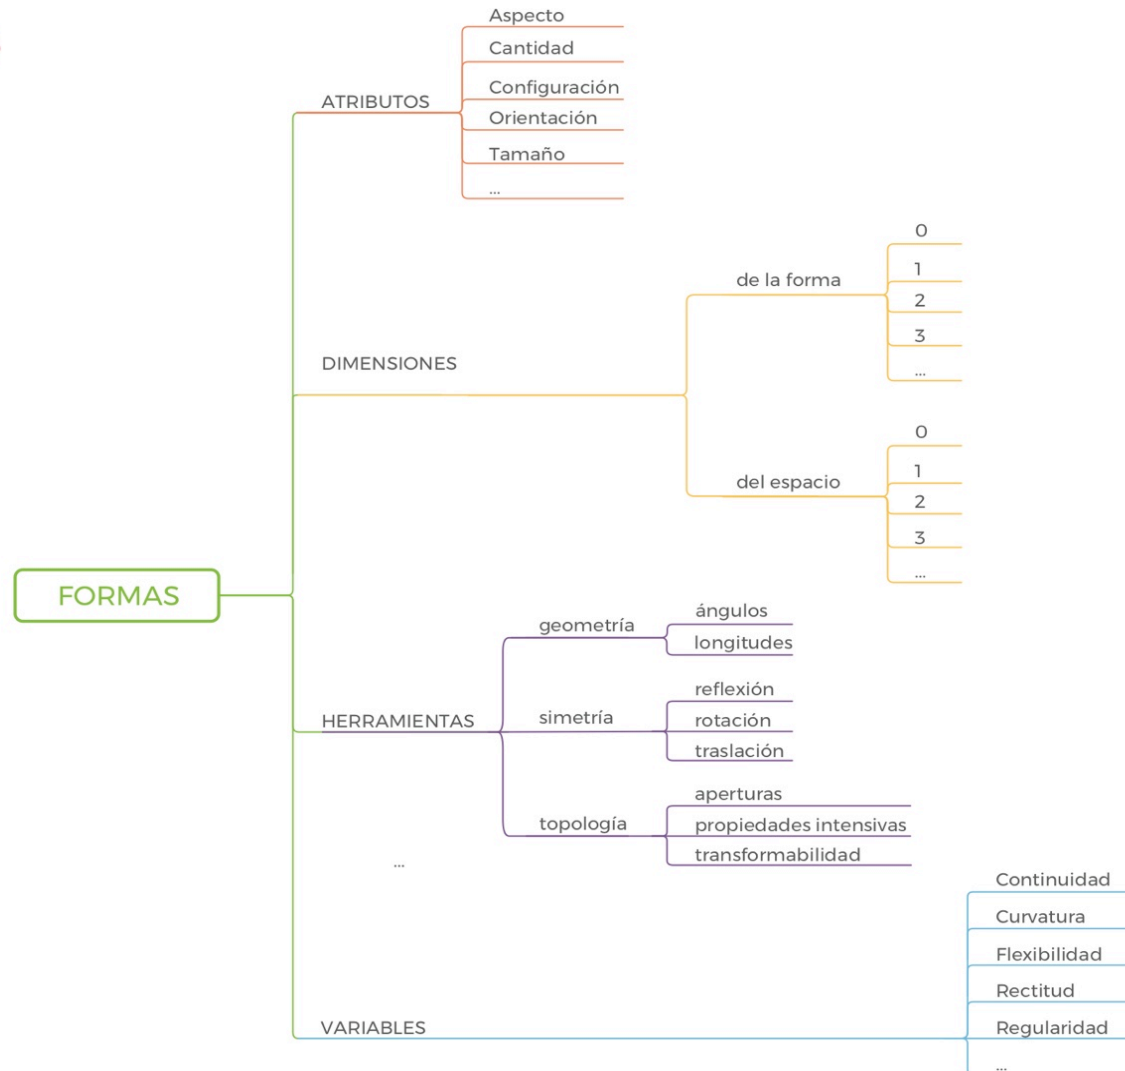 Aspecto
Cantidad
Configuración
Orientación
Tamaño
...
ATRIBUTOS
0
1
2
3
...
de la forma
DIMENSIONES
0
1
2
3
...
del espacio
FORMAS
ángulos
longitudes
geometría
reflexión
rotación
traslación
simetría
HERRAMIENTAS
aperturas
propiedades intensivas
transformabilidad
topología
...
Continuidad
Curvatura
Flexibilidad
Rectitud
Regularidad
...
VARIABLES